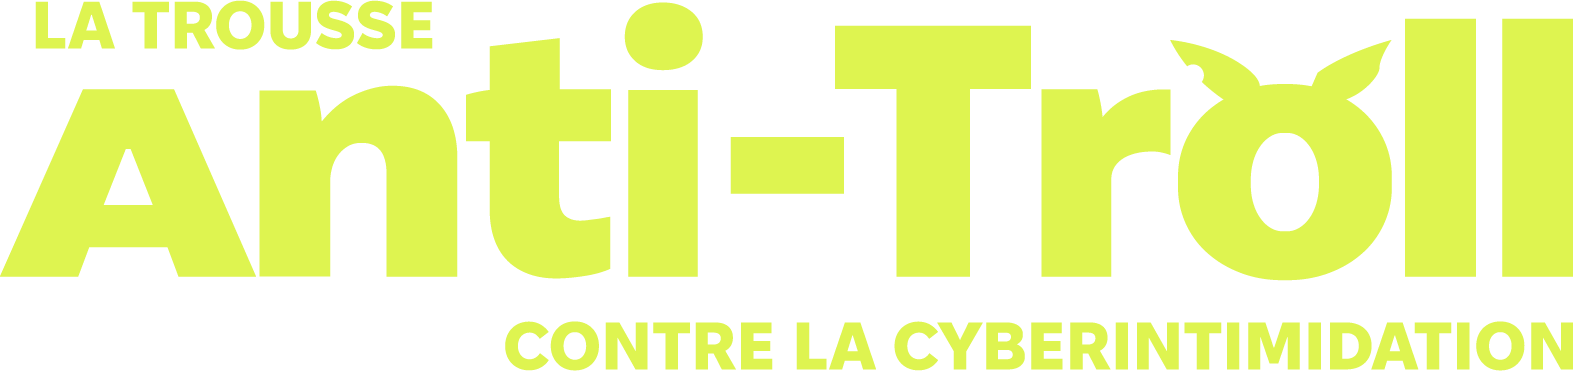 LA TROUSSE
Anti-Troll
CONTRE LA CYBERINTIMIDATION